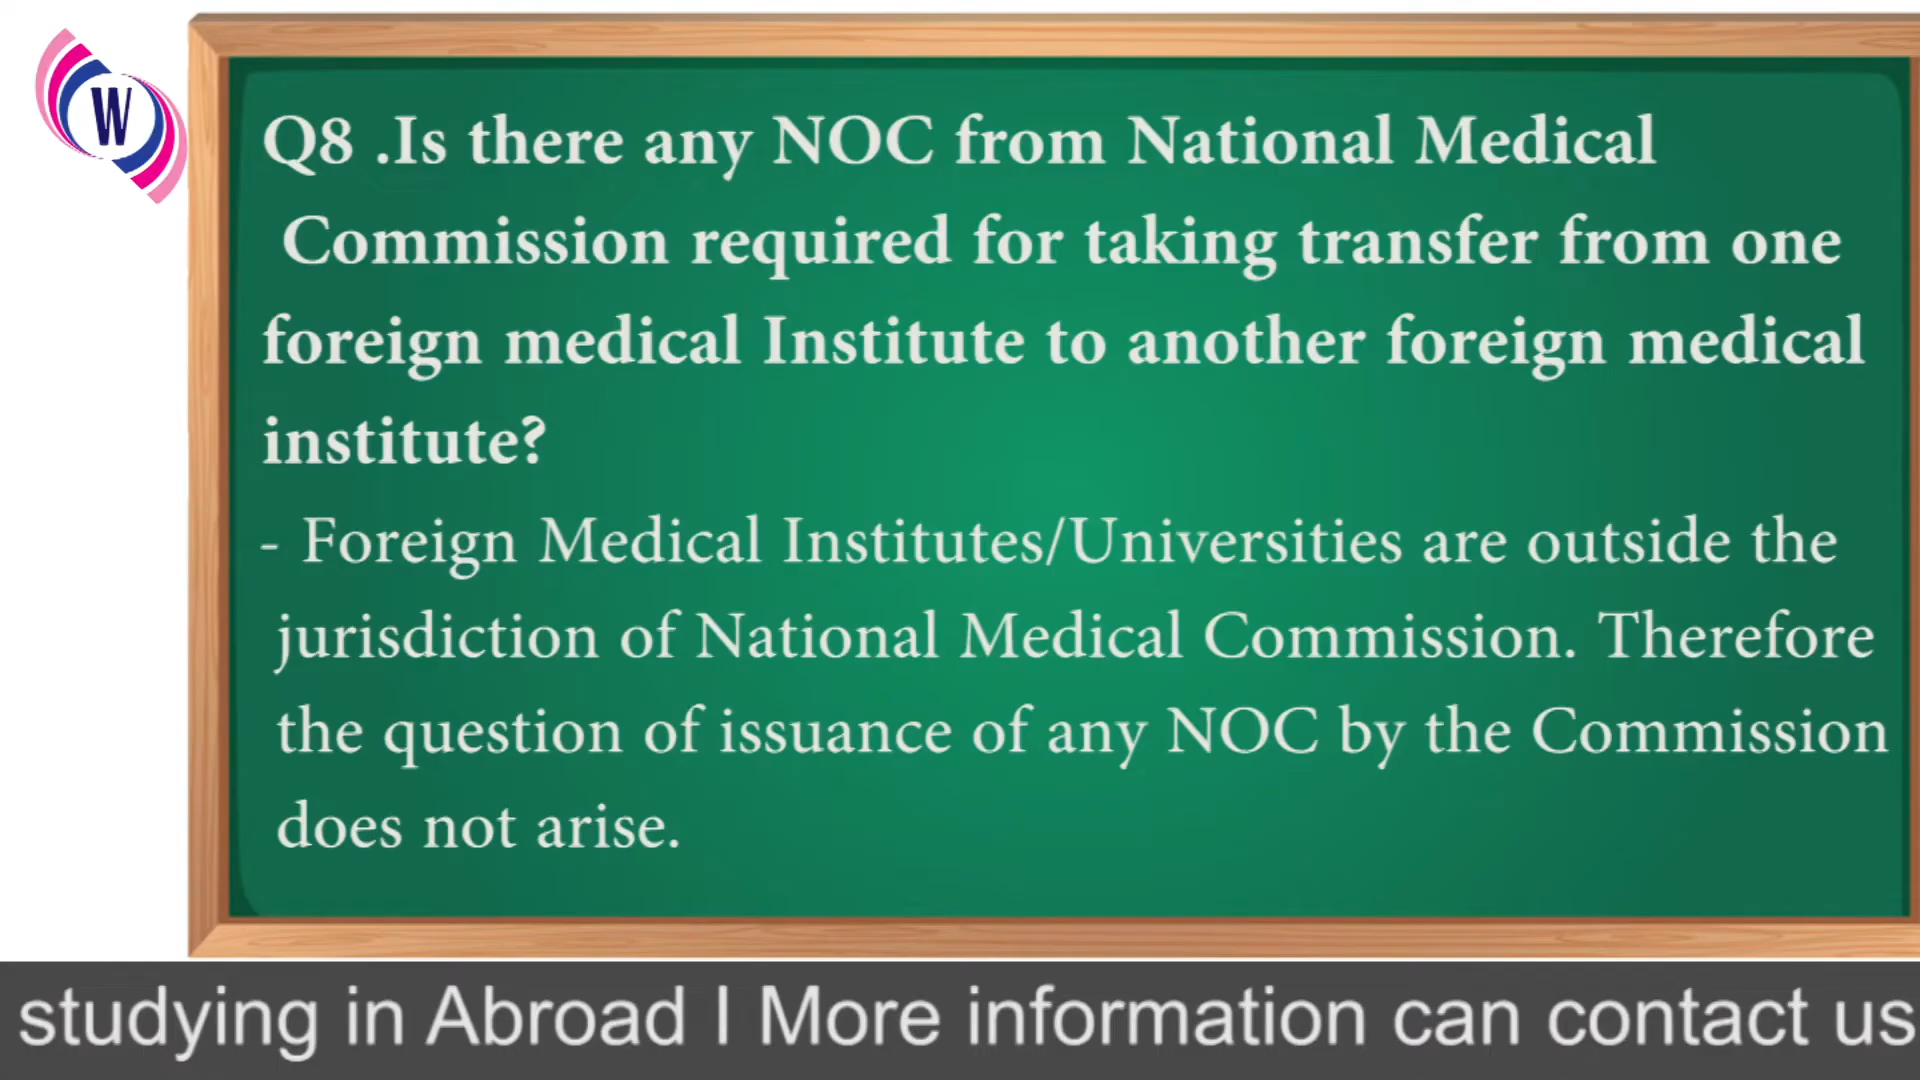 W
Q8 .Is there any NOC from National Medical
Commission required for taking transfer from one
foreign medical Institute to another foreign medical
institute?
- Foreign Medical Institutes/Universities are outside the
jurisdiction of National Medical Commission. Therefore
the question of issuance of any NOC by the Commission
does not arise.
studying in Abroad I More information can contact us